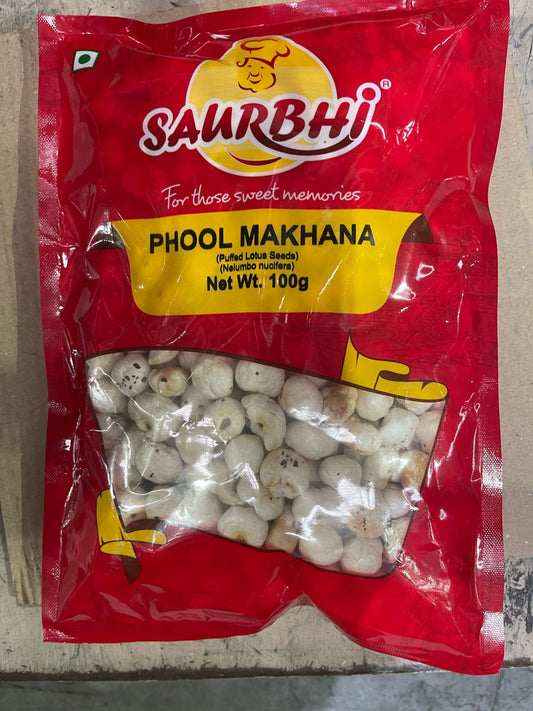 SAURBHi®
For those sweet memories
PHOOL MAKHANA
(Puffed Lotus Seeds)
(Nelumbo nucifera)
Net Wt. 100g